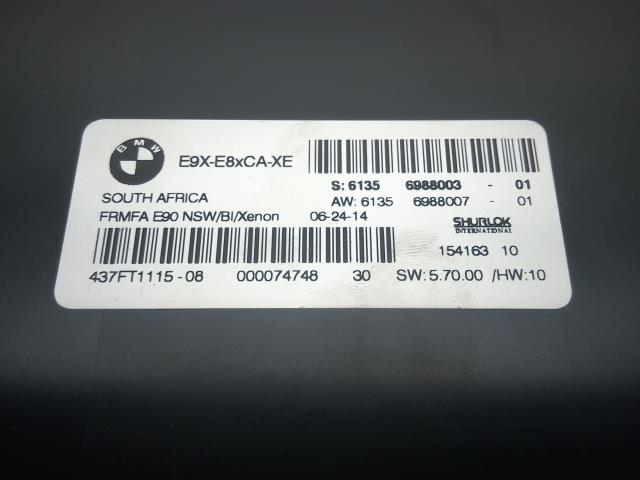 BMW
E9X-E8xCA-XE
S: 6135 6988003 - 01
SOUTH AFRICA
AW: 6135 6988007 - 01
FRMFA E90 NSW/BI/Xenon 06-24-14
SHURLOK
INTERNATIONAL
154163 10
437FT1115-08 000074748 30 SW:5.70.00 /HW:10